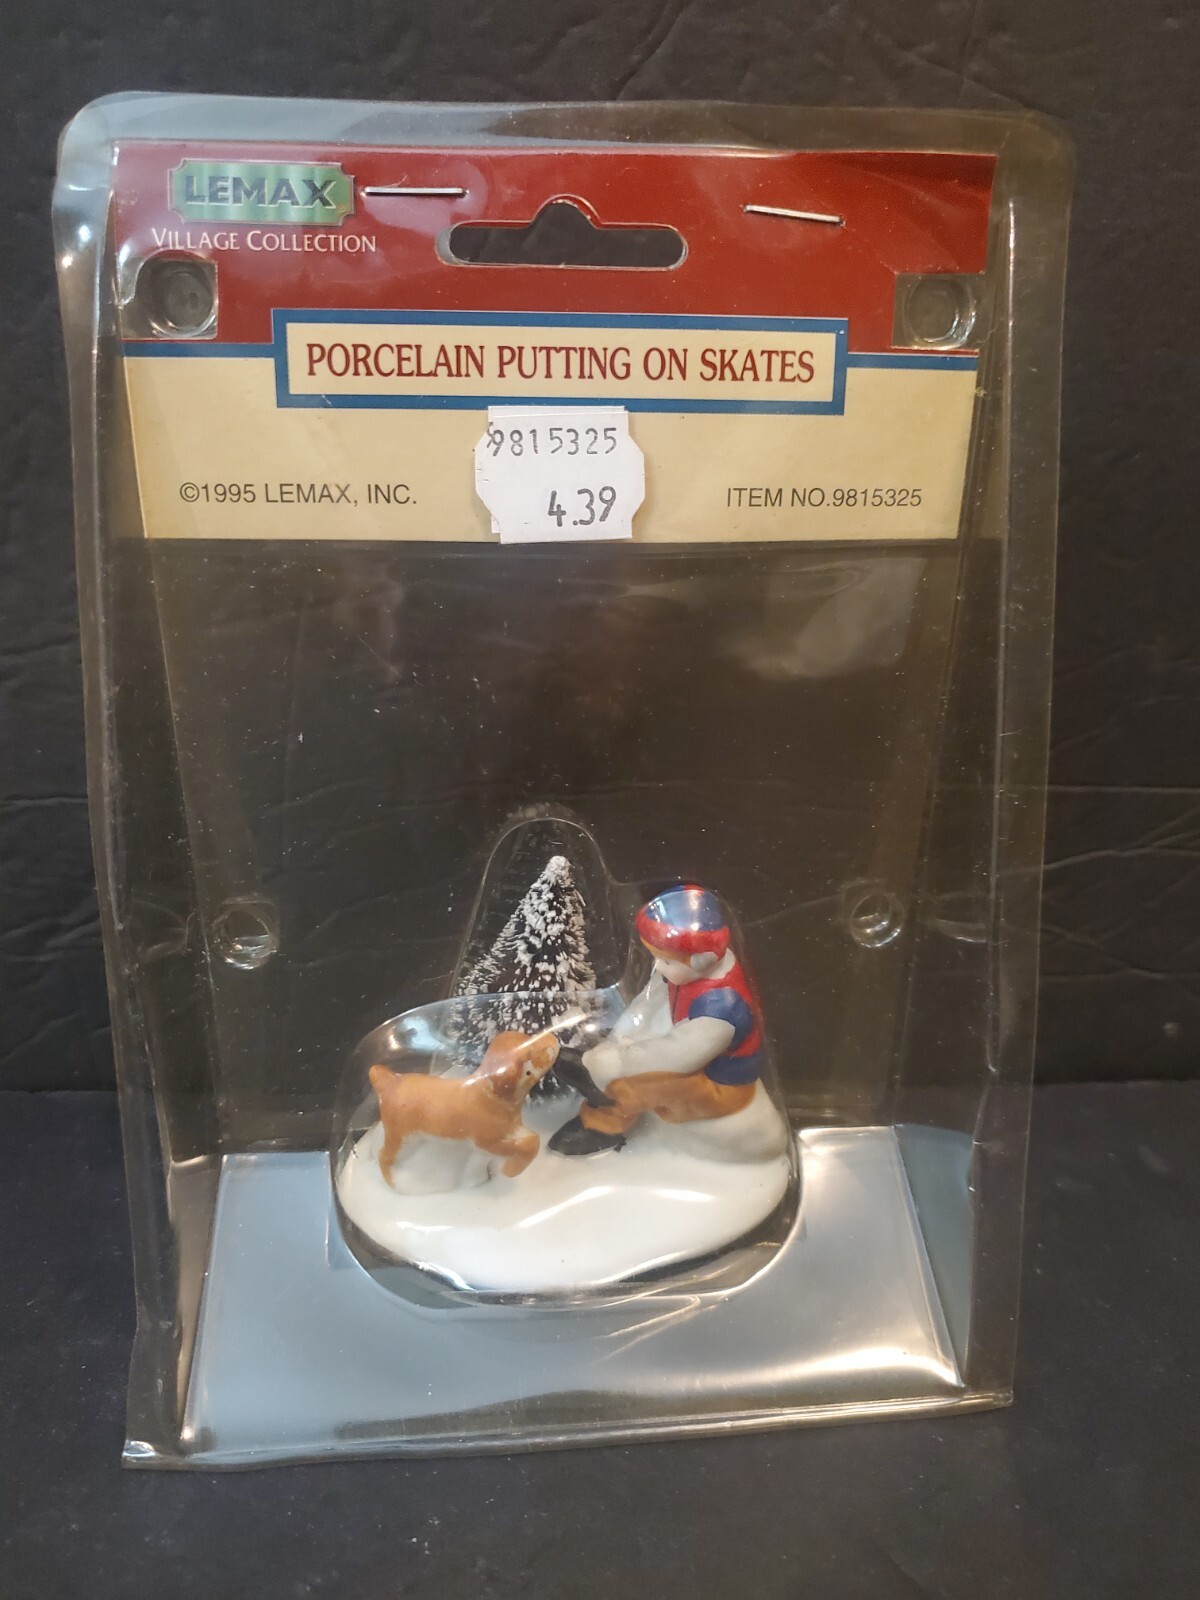 LEMAX
VILLAGE COLLECTION
PORCELAIN PUTTING ON SKATES
9815325
4.39
©1995 LEMAX, INC.
ITEM NO.9815325